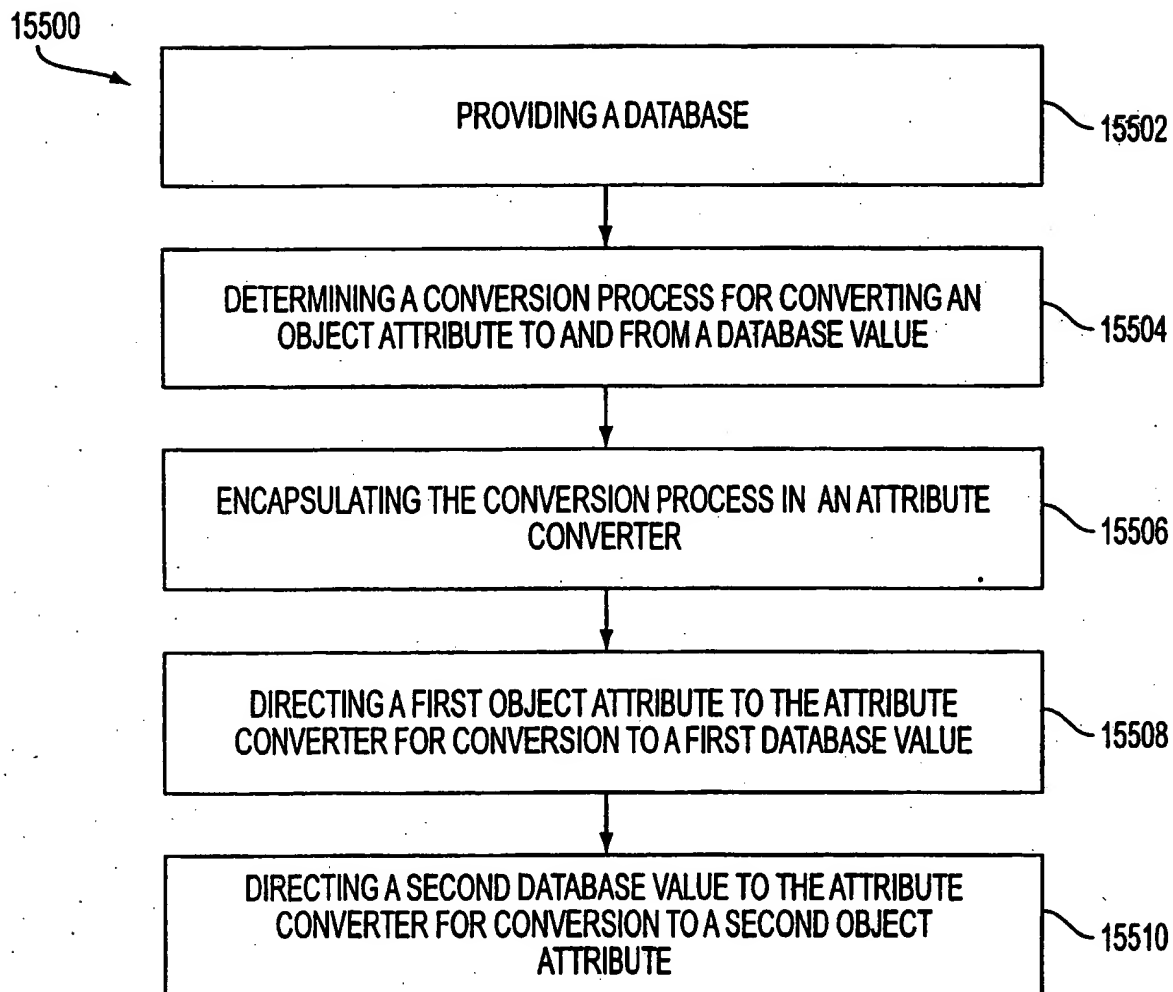 15500
PROVIDING A DATABASE
15502
DETERMINING A CONVERSION PROCESS FOR CONVERTING AN
OBJECT ATTRIBUTE TO AND FROM A DATABASE VALUE
15504
ENCAPSULATING THE CONVERSION PROCESS IN AN ATTRIBUTE
CONVERTER
15506
DIRECTING A FIRST OBJECT ATTRIBUTE TO THE ATTRIBUTE
CONVERTER FOR CONVERSION TO A FIRST DATABASE VALUE
15508
DIRECTING A SECOND DATABASE VALUE TO THE ATTRIBUTE
CONVERTER FOR CONVERSION TO A SECOND OBJECT
ATTRIBUTE
15510